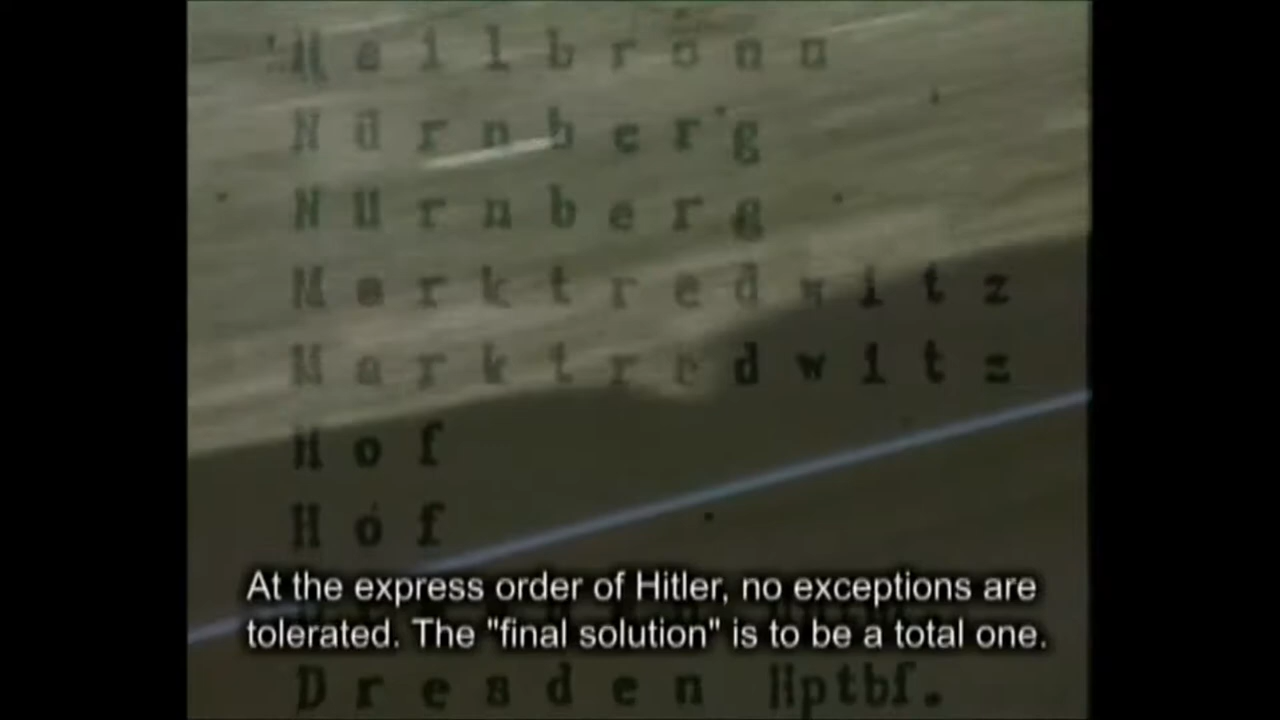 Heilbronn
Nürnberg
Nürnberg
Marktredwitz
Marktredwitz
Hof
Hof
At the express order of Hitler, no exceptions are
tolerated. The "final solution" is to be a total one.
Dresden Hptbf.